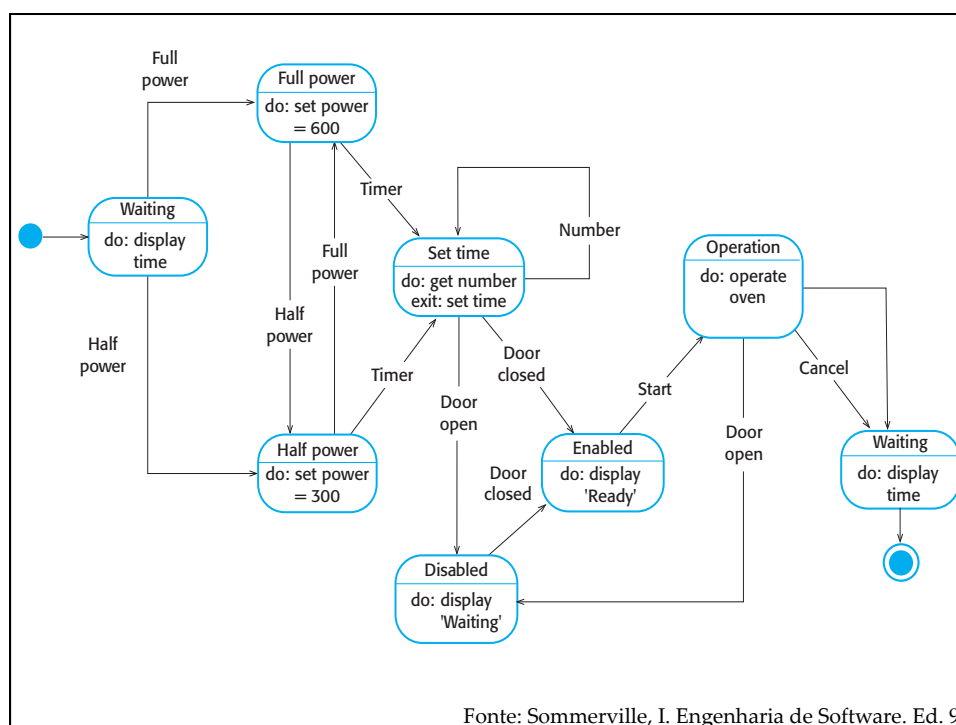 Full
power
Full power
do: set power
= 600
Timer
Number
Waiting
do: display
time
Full
power
Set time
do: get number
exit: set time
Operation
do: operate
oven
Half
power
Half
power
Timer
Door
open
Door
closed
Start
Cancel
Door
open
Half power
do: set power
= 300
Door
closed
Enabled
do: display
'Ready'
Waiting
do: display
time
Disabled
do: display
'Waiting'
Fonte: Sommerville, I. Engenharia de Software. Ed. 9